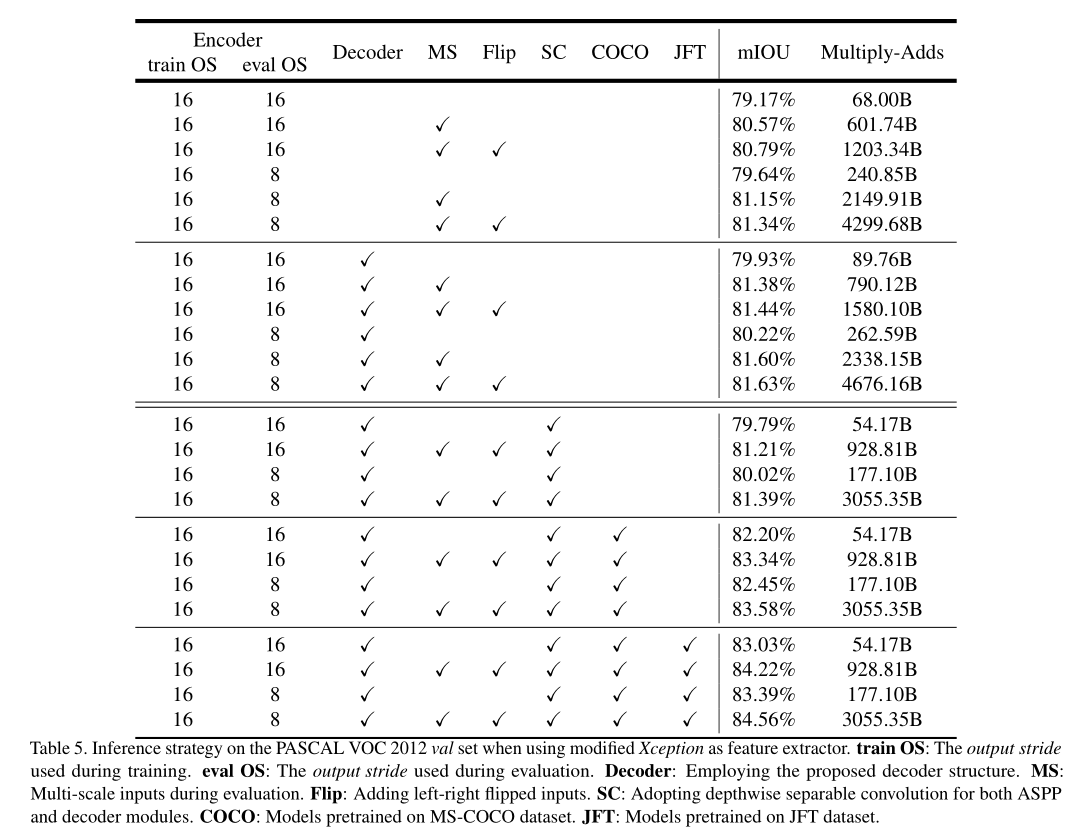 Encoder
train OS eval OS Decoder MS Flip SC COCO JFT mIOU Multiply-Adds
16 16 79.17% 68.00B
16 16 ✓ 80.57% 601.74B
16 16 ✓ ✓ 80.79% 1203.34B
16 8 79.64% 240.85B
16 8 ✓ 81.15% 2149.91B
16 8 ✓ ✓ 81.34% 4299.68B
16 16 ✓ 79.93% 89.76B
16 16 ✓ ✓ 81.38% 790.12B
16 16 ✓ ✓ ✓ 81.44% 1580.10B
16 8 ✓ 80.22% 262.59B
16 8 ✓ ✓ 81.60% 2338.15B
16 8 ✓ ✓ ✓ 81.63% 4676.16B
16 16 ✓ ✓ 79.79% 54.17B
16 16 ✓ ✓ ✓ ✓ 81.21% 928.81B
16 8 ✓ ✓ 80.02% 177.10B
16 8 ✓ ✓ ✓ ✓ 81.39% 3055.35B
16 16 ✓ ✓ ✓ 82.20% 54.17B
16 16 ✓ ✓ ✓ ✓ ✓ 83.34% 928.81B
16 8 ✓ ✓ ✓ 82.45% 177.10B
16 8 ✓ ✓ ✓ ✓ ✓ 83.58% 3055.35B
16 16 ✓ ✓ ✓ ✓ 83.03% 54.17B
16 16 ✓ ✓ ✓ ✓ ✓ ✓ 84.22% 928.81B
16 8 ✓ ✓ ✓ ✓ 83.39% 177.10B
16 8 ✓ ✓ ✓ ✓ ✓ ✓ 84.56% 3055.35B
Table 5. Inference strategy on the PASCAL VOC 2012 val set when using modified Xception as feature extractor. train OS: The output stride
used during training. eval OS: The output stride used during evaluation. Decoder: Employing the proposed decoder structure. MS:
Multi-scale inputs during evaluation. Flip: Adding left-right flipped inputs. SC: Adopting depthwise separable convolution for both ASPP
and decoder modules. COCO: Models pretrained on MS-COCO dataset. JFT: Models pretrained on JFT dataset.